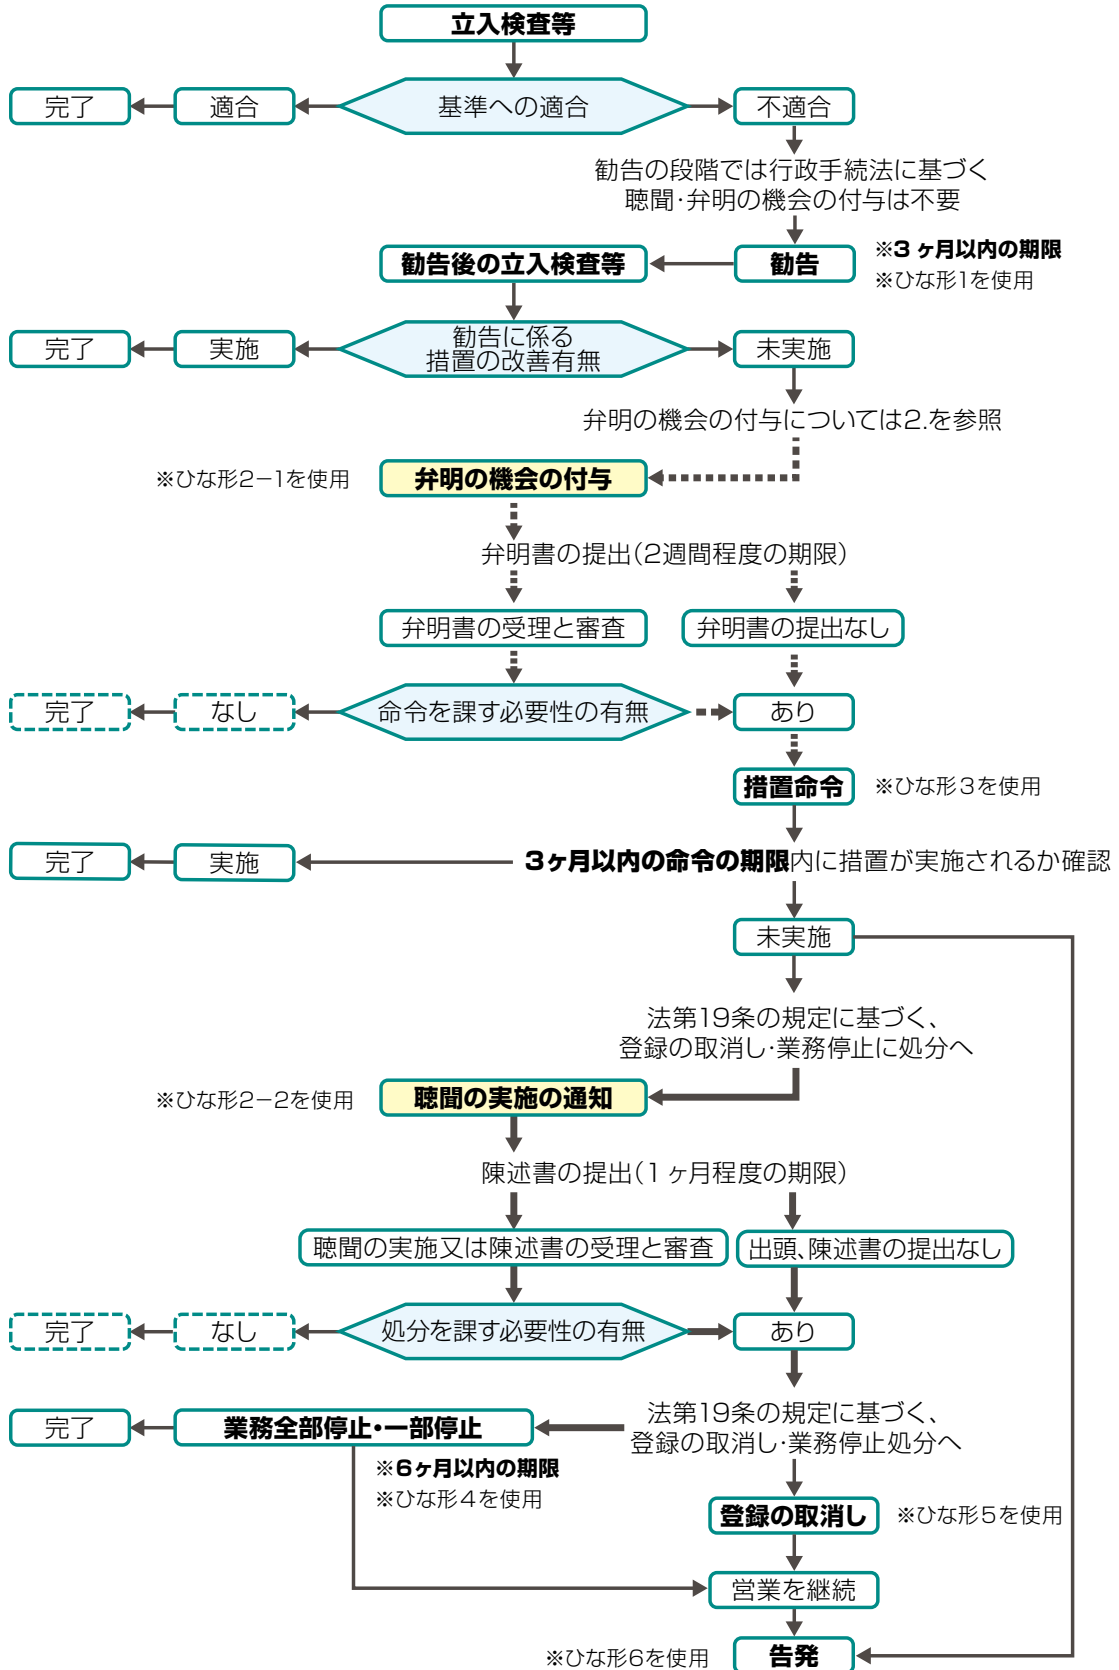 立入検査等
完了
適合
基準への適合
不適合
勧告の段階では行政手続法に基づく
聴聞・弁明の機会の付与は不要
勧告後の立入検査等
勧告
※3ヶ月以内の期限
※ひな形1を使用
完了
実施
勧告に係る
措置の改善有無
未実施
弁明の機会の付与については2.を参照
※ひな形2−1を使用
弁明の機会の付与
弁明書の提出(2週間程度の期限)
弁明書の受理と審査
弁明書の提出なし
完了
なし
命令を課す必要性の有無
あり
措置命令
※ひな形3を使用
完了
実施
3ヶ月以内の命令の期限内に措置が実施されるか確認
未実施
法第19条の規定に基づく、
登録の取消し・業務停止に処分へ
※ひな形2−2を使用
聴聞の実施の通知
陳述書の提出(1ヶ月程度の期限)
聴聞の実施又は陳述書の受理と審査
出頭、陳述書の提出なし
完了
なし
処分を課す必要性の有無
あり
完了
業務全部停止・一部停止
法第19条の規定に基づく、
登録の取消し・業務停止処分へ
※6ヶ月以内の期限
※ひな形4を使用
登録の取消し
※ひな形5を使用
営業を継続
※ひな形6を使用
告発